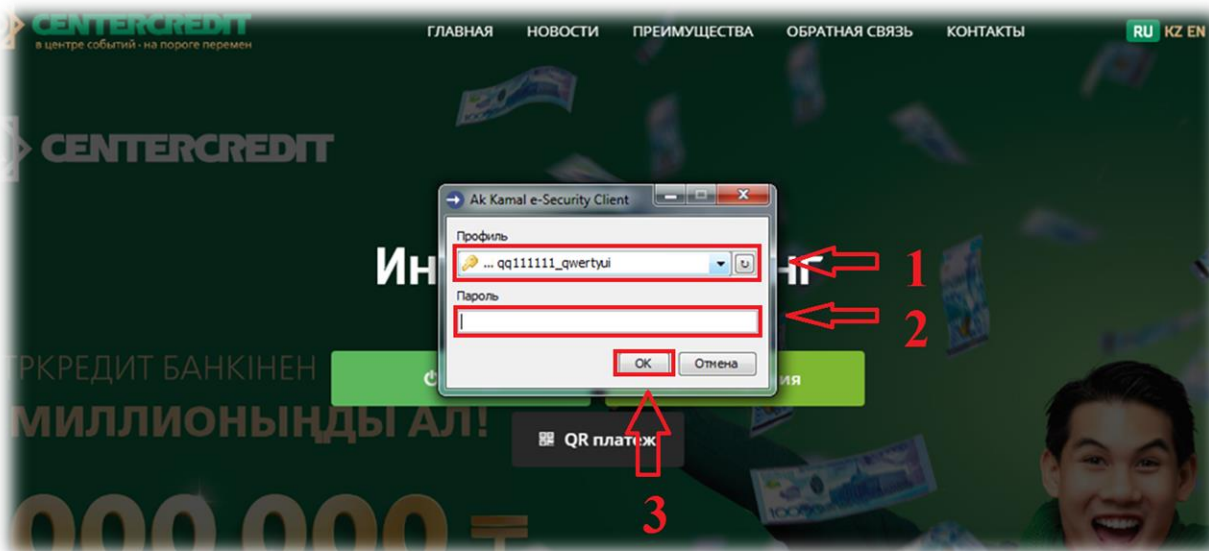 CENTERCREDIT
в центре событий - на пороге перемен
ГЛАВНАЯ НОВОСТИ ПРЕИМУЩЕСТВА ОБРАТНАЯ СВЯЗЬ КОНТАКТЫ
RU KZ EN
CENTERCREDIT
Ak Kamal e-Security Client
Профиль
... qq111111_qwertyui
1
Пароль
2
OK Отмена
БАНКІНЕН
МИЛЛИОНЫҢДЫ АЛ!
QR платеж
3
000 000 ₸
10000